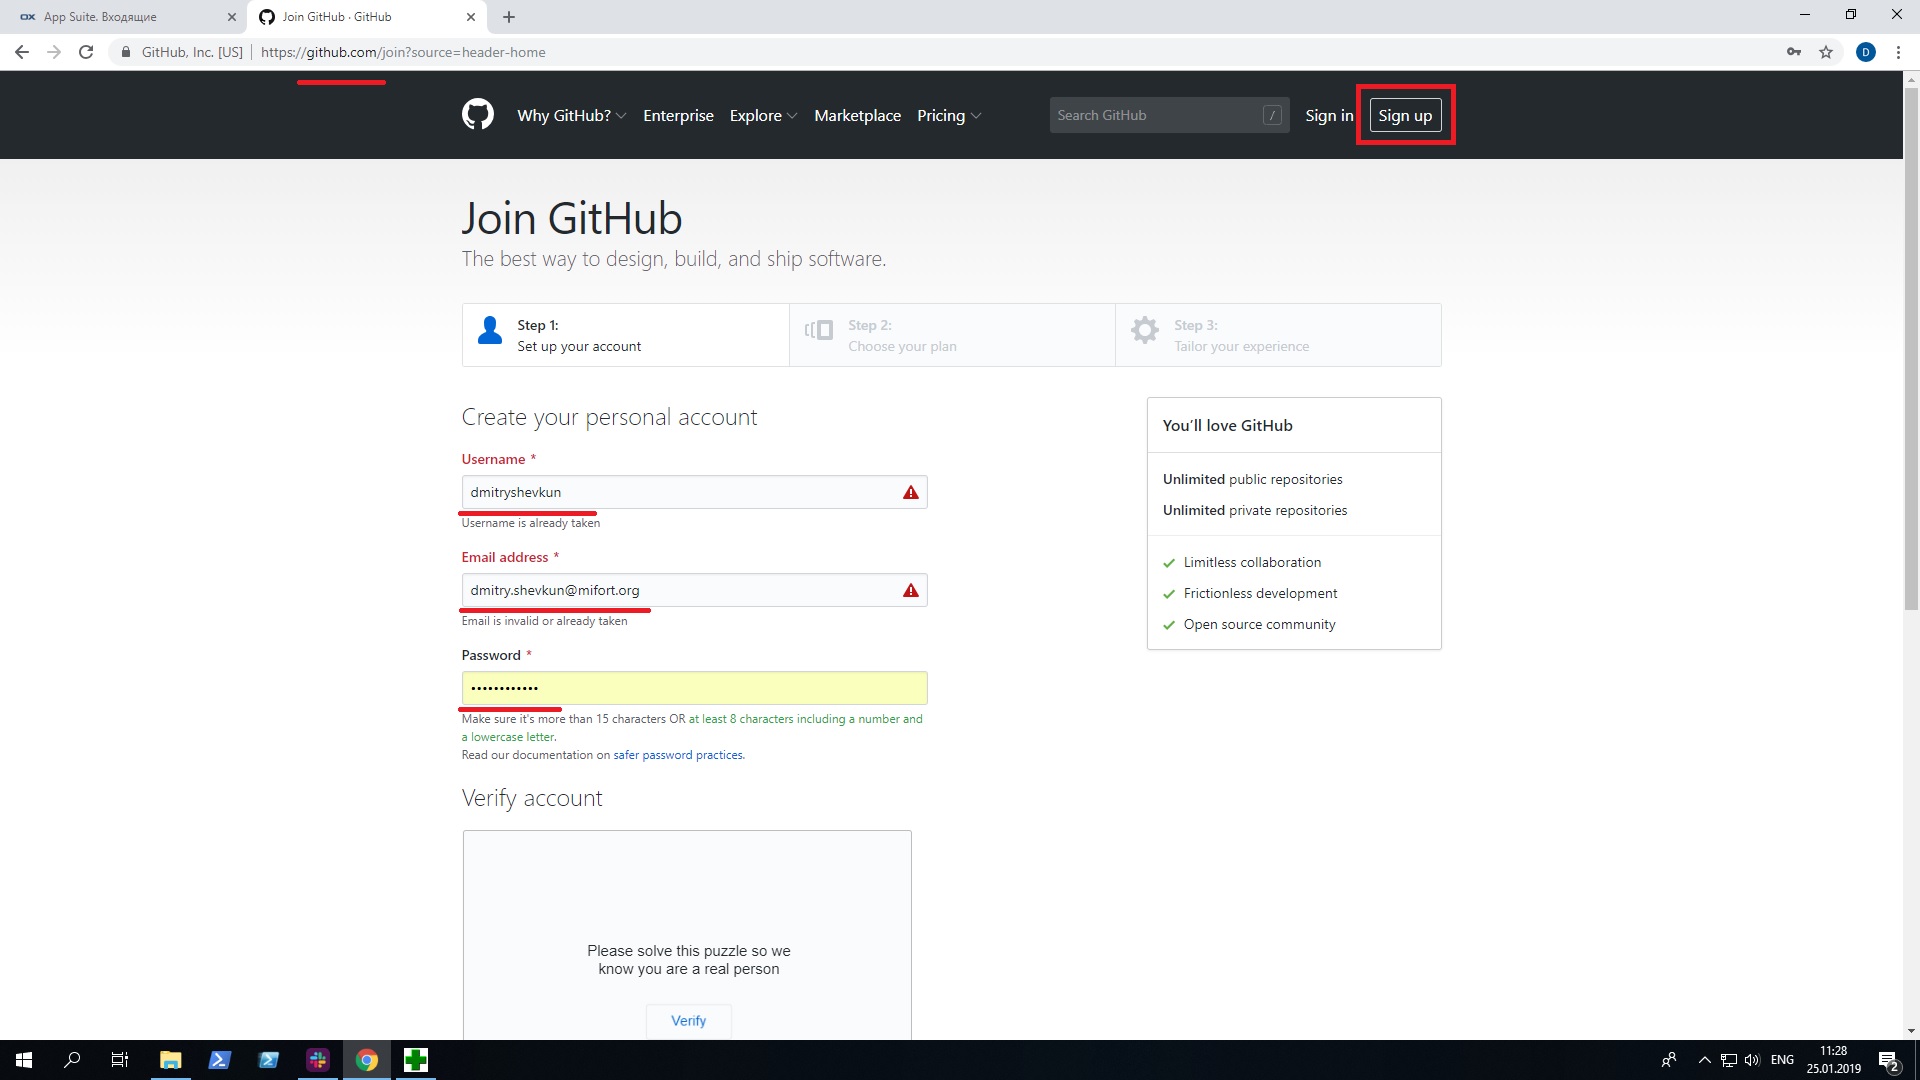 App Suite. Входящие
Join GitHub · GitHub
GitHub, Inc. [US]
https://github.com/join?source=header-home
D
Why GitHub?
Enterprise
Explore
Marketplace
Pricing
Search GitHub
/
Sign in
Sign up
Join GitHub
The best way to design, build, and ship software.
Step 1:
Set up your account
Step 2:
Choose your plan
Step 3:
Tailor your experience
Create your personal account
Username *
dmitryshevkun
Username is already taken
Email address *
dmitry.shevkun@mifort.org
Email is invalid or already taken
Password *
••••••••••••
Make sure it's more than 15 characters OR at least 8 characters including a number and
a lowercase letter.
Read our documentation on safer password practices.
Verify account
Please solve this puzzle so we
know you are a real person
Verify
You'll love GitHub
Unlimited public repositories
Unlimited private repositories
Limitless collaboration
Frictionless development
Open source community
ENG
11:28
25.01.2019
2